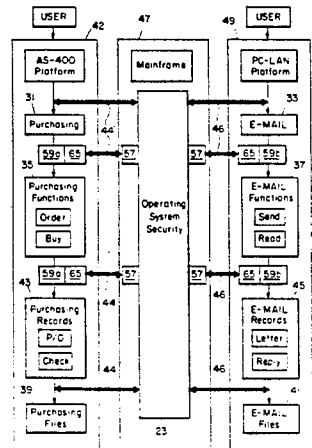 USER
USER
42
47
49
AS-400
Platform
Mainframe
PC-LAN
Platform
31
33
Purchasing
44
46
E-MAIL
59a 65
57
57
65 59b
35
37
Purchasing
Functions
Order
Buy
Operating
System
Security
E-MAIL
Functions
Send
Read
59a 65
57
57
65 59b
43
44
46
45
Purchasing
Records
P/O
Check
E-MAIL
Records
Letter
Reply
44
46
39
41
23
Purchasing
Files
E-MAIL
Files